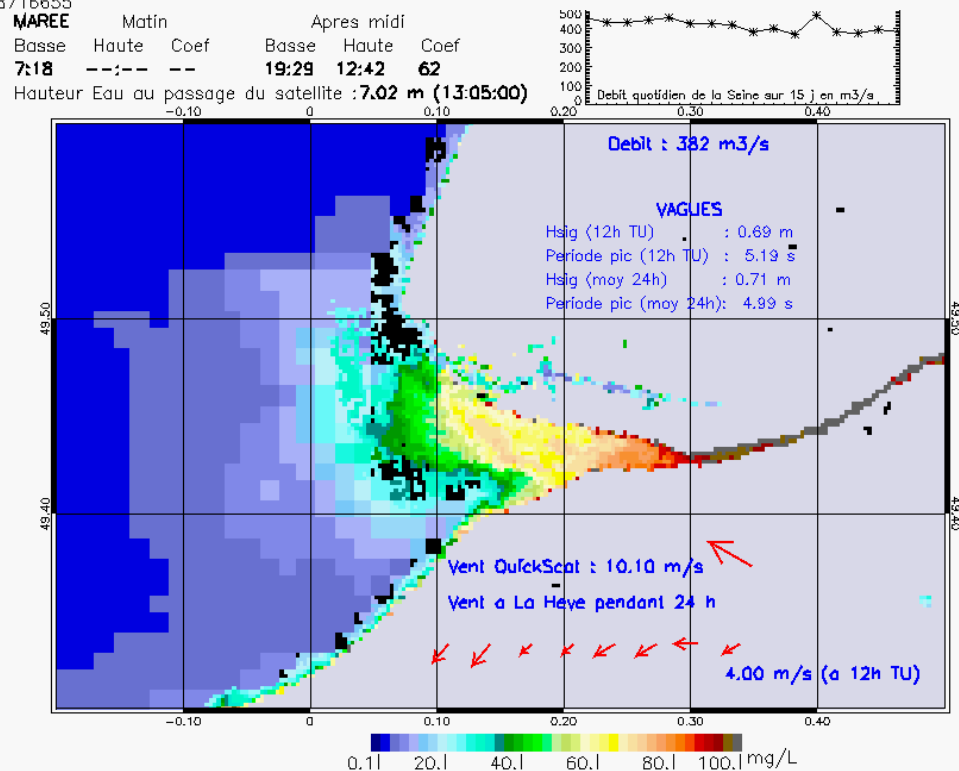 MAREE Matin Apres midi
Basse Haute Coef Basse Haute Coef
7:18 --:-- -- 19:29 12:42 62
Hauteur Eau au passage du satellite : 7.02 m (13:05:00)
500
400
300
200
100
0
Debit quotidien de la Seine sur 15 j en m3/s
-0.10 0 0.10 0.20 0.30 0.40
Debit : 382 m3/s
VAGUES
Hsig (12h TU) : 0.69 m
Periode pic (12h TU) : 5.19 s
Hsig (moy 24h) : 0.71 m
Periode pic (moy 24h): 4.99 s
49.50 49.50
49.40 49.40
Vent QuickScat : 10.10 m/s
Vent a La Heve pendant 24 h
4.00 m/s (a 12h TU)
-0.10 0 0.10 0.20 0.30 0.40
0.1 20. 40. 60. 80. 100. mg/L